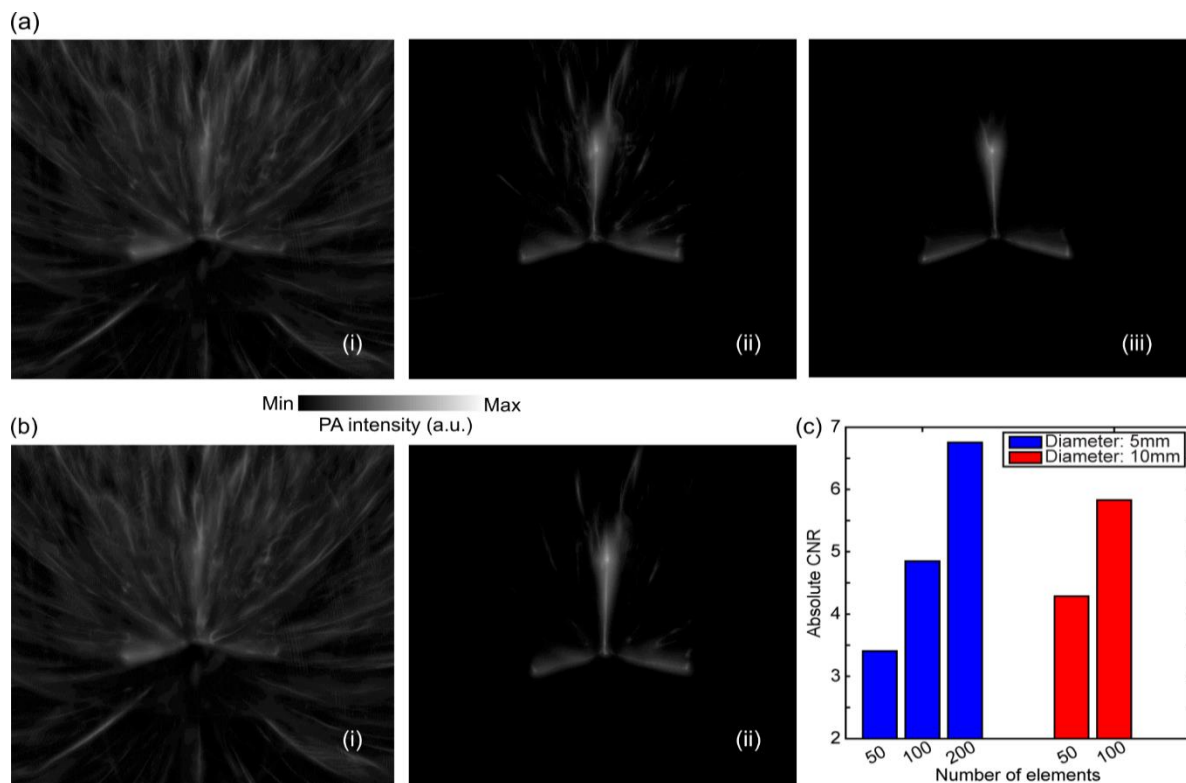 (a)
(i)
(ii)
(iii)
Min Max
PA intensity (a.u.)
(b)
(i)
(ii)
(c)
7
6
5
4
3
2
Absolute CNR
Diameter: 5mm
Diameter: 10mm
50 100 200 50 100
Number of elements